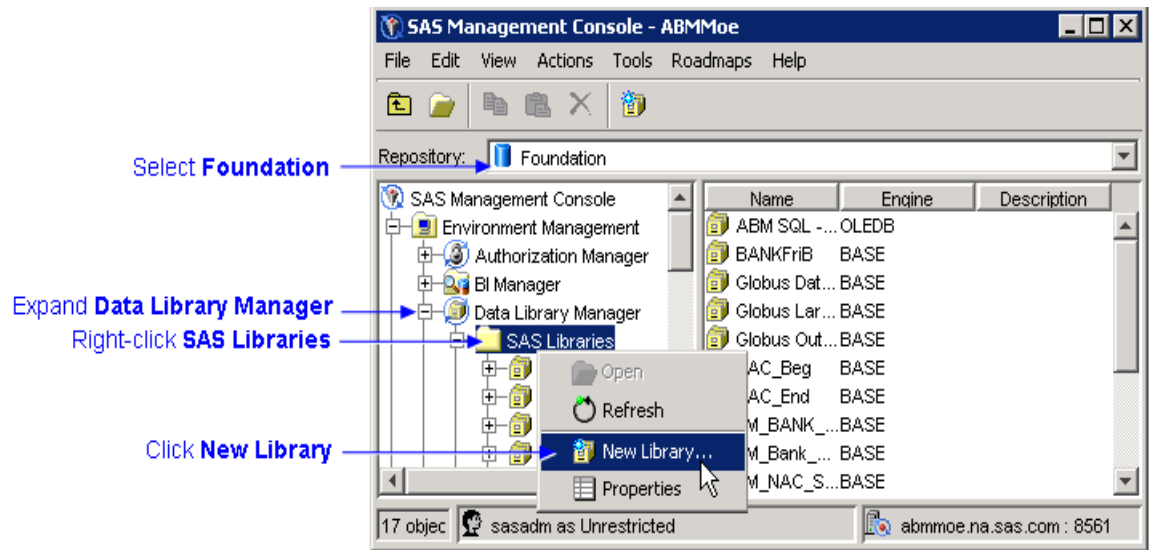 SAS Management Console - ABMMoe
File Edit View Actions Tools Roadmaps Help
Repository: Foundation
Select Foundation
SAS Management Console
Environment Management
Authorization Manager
BI Manager
Data Library Manager
SAS Libraries
Expand Data Library Manager
Right-click SAS Libraries
Click New Library
Open
Refresh
New Library...
Properties
Name Engine Description
ABM SQL -... OLEDB
BANKFriB BASE
Globus Dat... BASE
Globus Lar... BASE
Globus Out... BASE
AC_Beg BASE
AC_End BASE
M_BANK_... BASE
M_Bank_... BASE
M_NAC_S... BASE
17 objec
sasadm as Unrestricted
abmmoe.na.sas.com : 8561